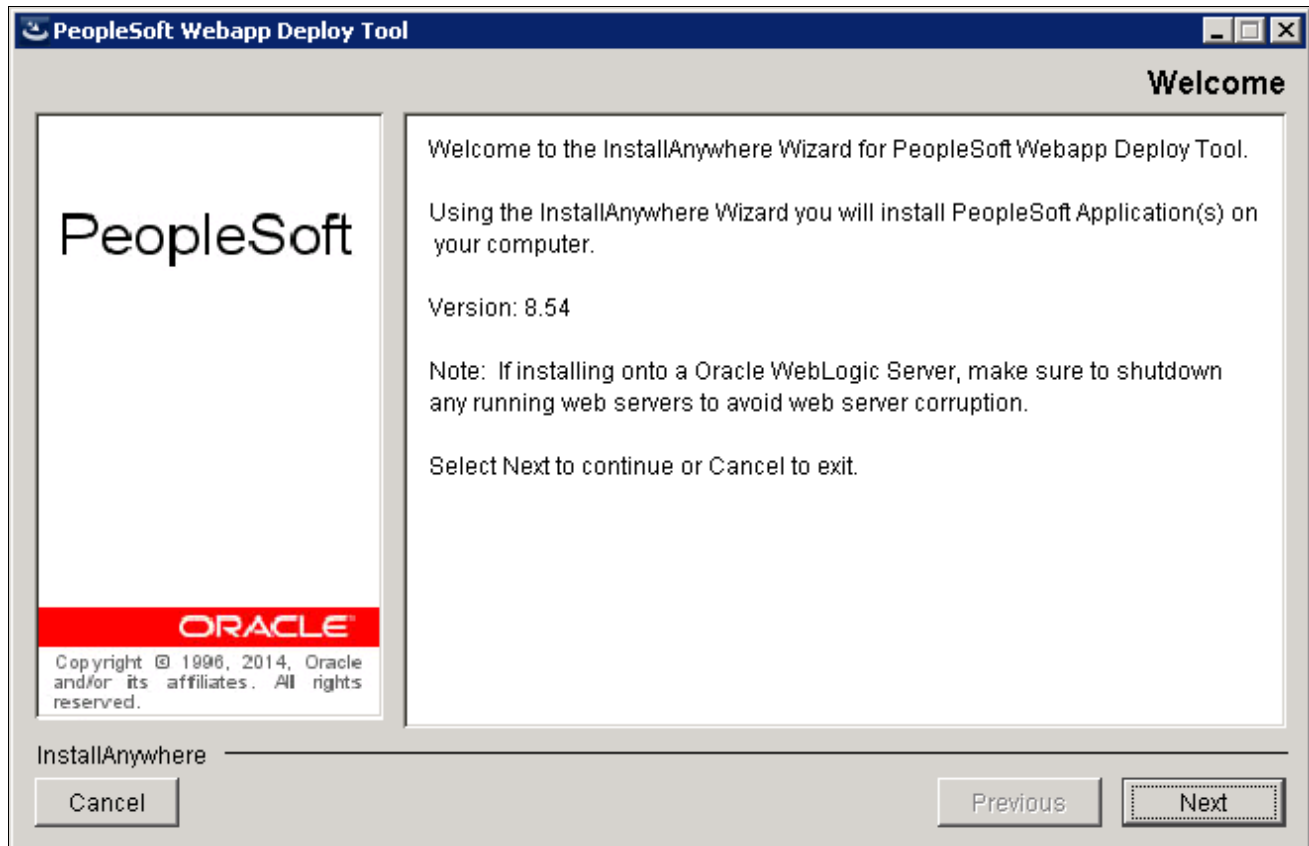 PeopleSoft Webapp Deploy Tool
Welcome
PeopleSoft
ORACLE
Copyright © 1996, 2014, Oracle
and/or its affiliates. All rights
reserved.
Welcome to the InstallAnywhere Wizard for PeopleSoft Webapp Deploy Tool.
Using the InstallAnywhere Wizard you will install PeopleSoft Application(s) on
your computer.
Version: 8.54
Note: If installing onto a Oracle WebLogic Server, make sure to shutdown
any running web servers to avoid web server corruption.
Select Next to continue or Cancel to exit.
InstallAnywhere
Cancel
Previous
Next